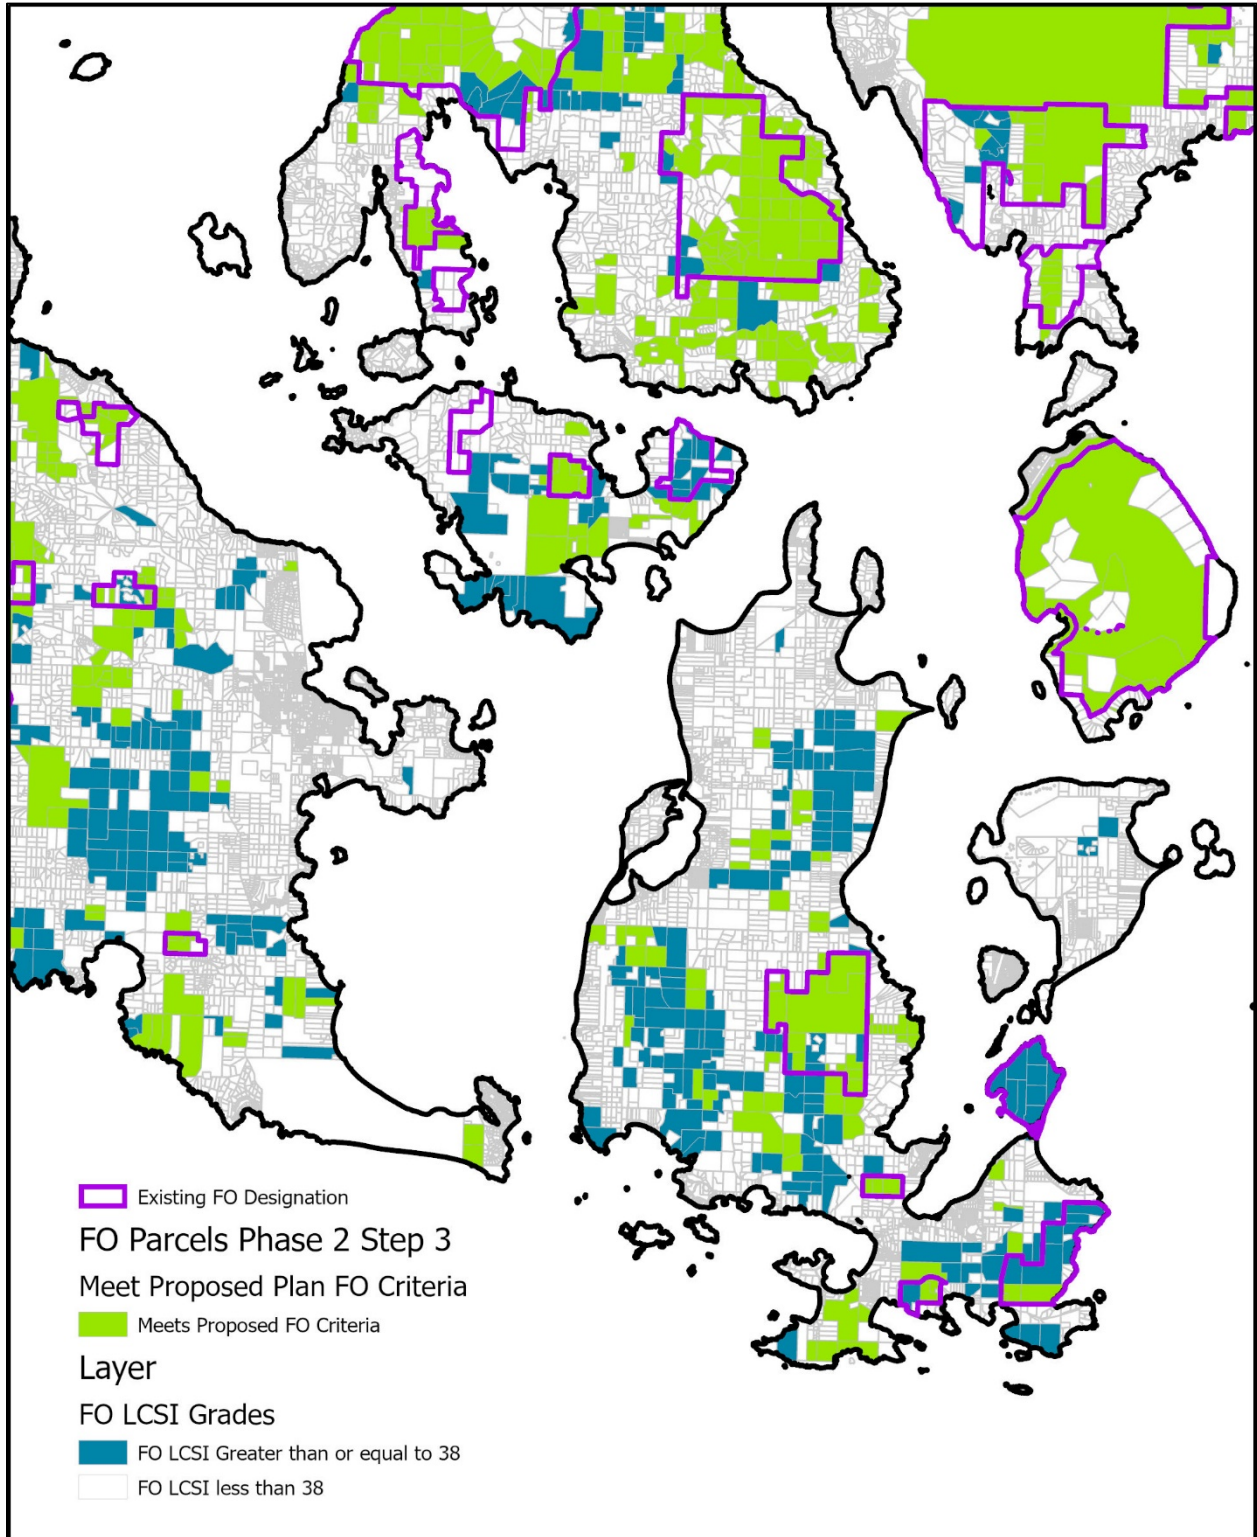 Existing FO Designation
FO Parcels Phase 2 Step 3
Meet Proposed Plan FO Criteria
Meets Proposed FO Criteria
Layer
FO LCSI Grades
FO LCSI Greater than or equal to 38
FO LCSI less than 38